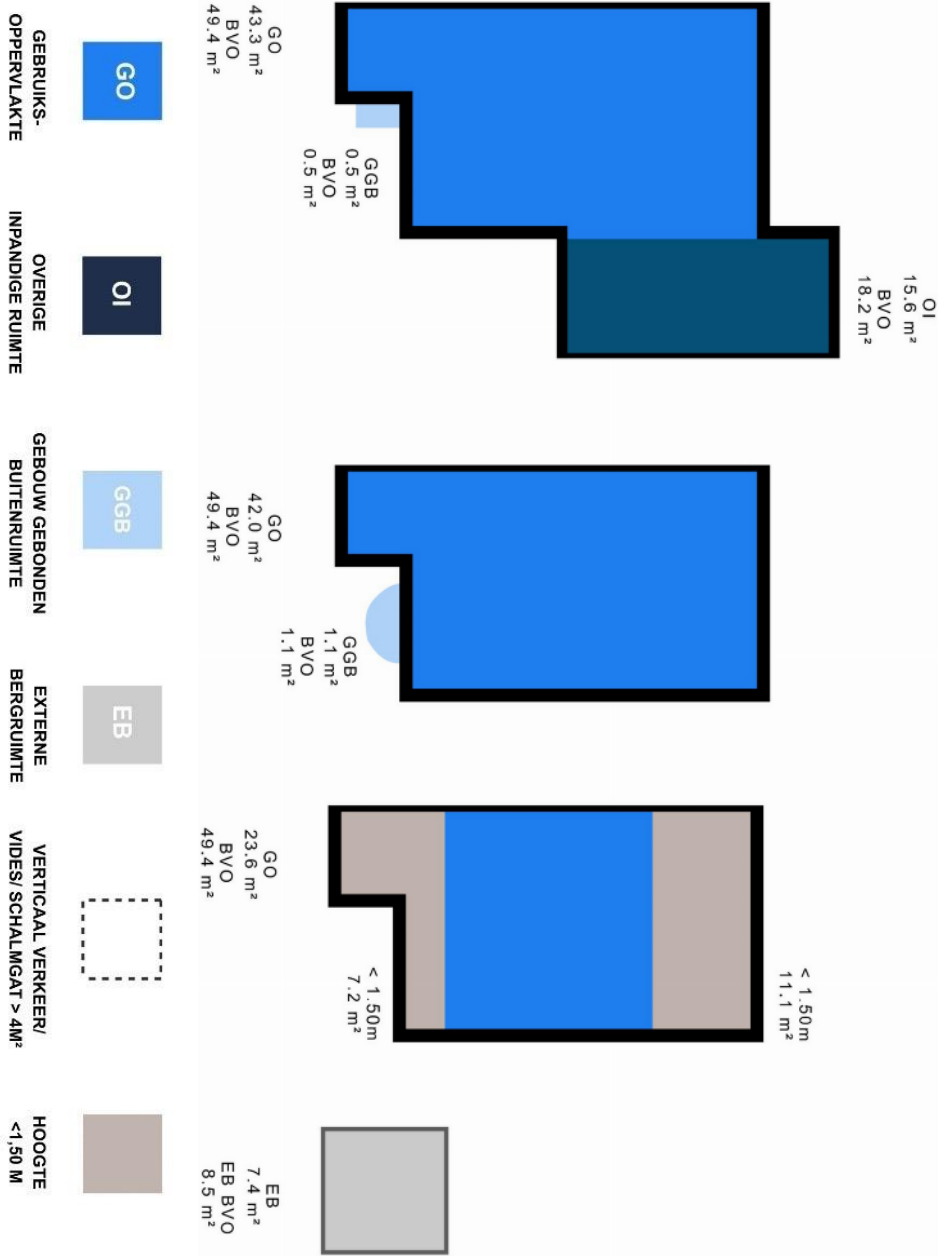 OI
15.6 m²
BVO
18.2 m²
GO
43.3 m²
BVO
49.4 m²
GGB
0.5 m²
BVO
0.5 m²
GO
42.0 m²
BVO
49.4 m²
GGB
1.1 m²
BVO
1.1 m²
< 1.50m
11.1 m²
GO
23.6 m²
BVO
49.4 m²
< 1.50m
7.2 m²
EB
7.4 m²
EB BVO
8.5 m²
GO
GEBRUIKS-
OPPERVLAKTE
OI
OVERIGE
INPANDIGE RUIMTE
GGB
GEBOUW GEBONDEN
BUITENRUIMTE
EB
EXTERNE
BERGRUIMTE
VERTICAAL VERKEER/
VIDES/ SCHALMGAT > 4M²
HOOGTE
<1,50 M